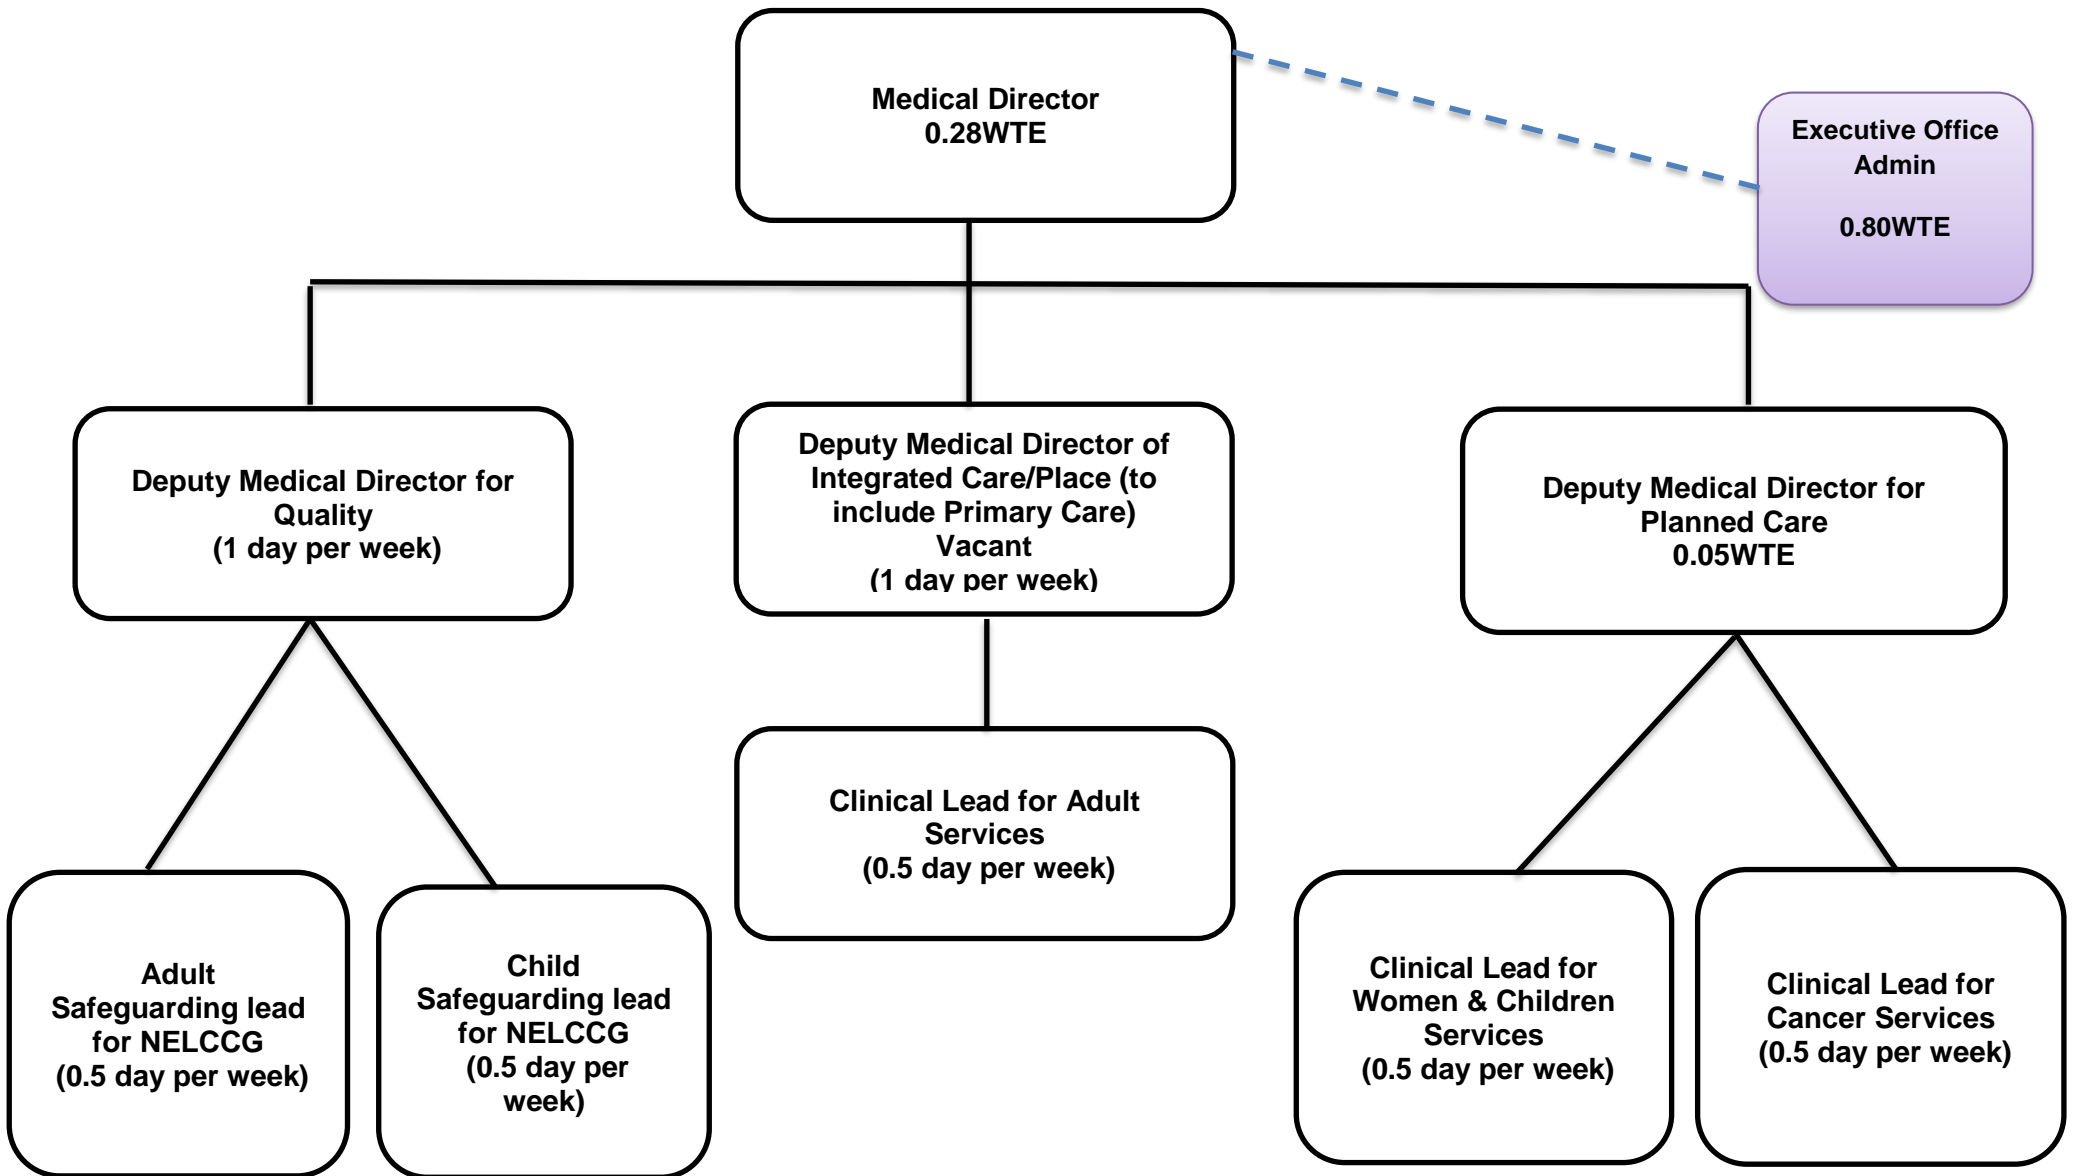 Medical Director
0.28WTE
Executive Office
Admin
0.80WTE
Deputy Medical Director for
Quality
(1 day per week)
Deputy Medical Director of
Integrated Care/Place (to
include Primary Care)
Vacant
(1 day per week)
Deputy Medical Director for
Planned Care
0.05WTE
Clinical Lead for Adult
Services
(0.5 day per week)
Adult
Safeguarding lead
for NELCCG
(0.5 day per week)
Child
Safeguarding lead
for NELCCG
(0.5 day per
week)
Clinical Lead for
Women & Children
Services
(0.5 day per week)
Clinical Lead for
Cancer Services
(0.5 day per week)